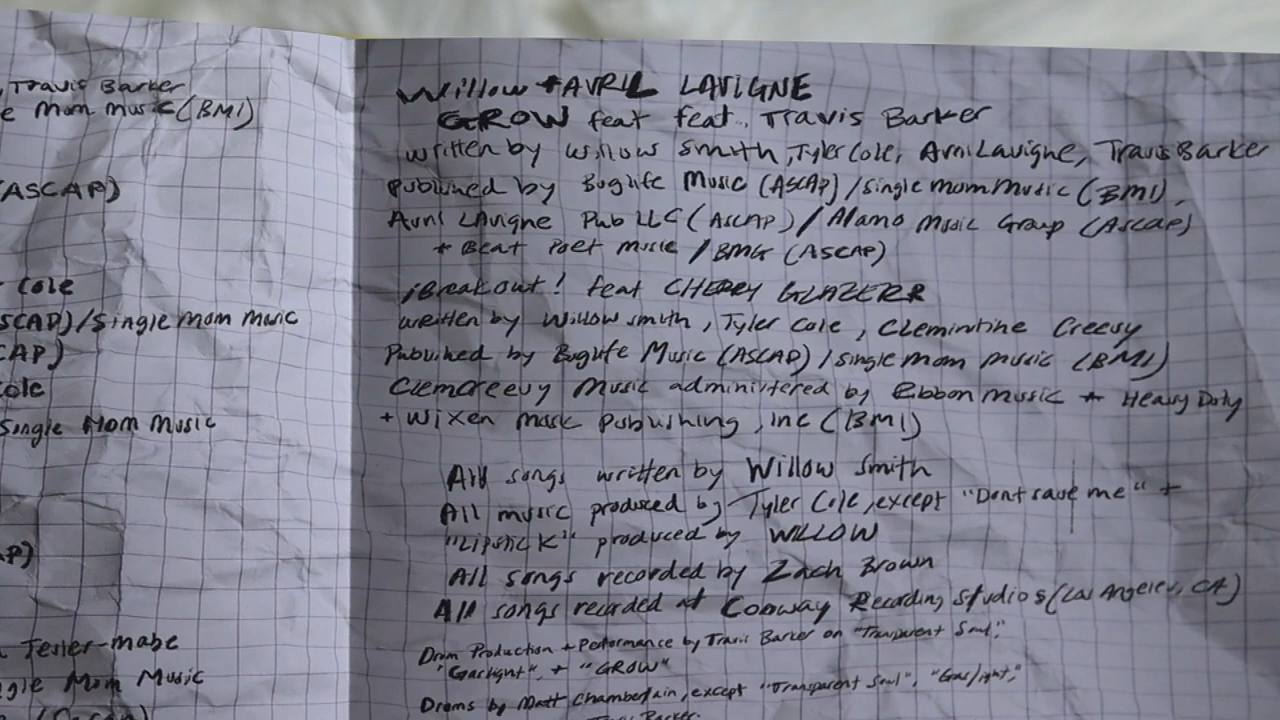 , Travis Barker
e Mom Music (BMI)
(ASCAP)
Cole
SCAP)/Single Mom Music
CAP)
Cole
Single Mom Music
AP)
Tesler-mabe
gle Mom Music
Willow + AVRIL LAVIGNE
GROW feat feat. Travis Barker
written by Willow Smith, Tyler Cole, Avril Lavigne, Travis Barker
Published by Buglife Music (ASCAP) / Single mom music (BMI),
Avril LAvigne Pub LLC (ASCAP) / Alamo Music Group (Ascap)
+ Beat Poet music / BMG (ASCAP)
¡Breakout! feat CHERRY GLAZERR
written by Willow smith, Tyler Cole, Clemintine Creevy
Published by Buglife Music (ASCAP) / single mom music (BMI)
Clemcreevy Music administered by Ribbon music + Heavy Duty
+ Wixen music Publishing, inc (BMI)
All songs written by Willow Smith
All music produced by Tyler Cole, except "Dont save me" +
"Lipstick" produced by WILLOW
All songs recorded by Zach Brown
All songs recorded at Conway Recording Studios (Los Angeles, CA)
Drum Production + Performance by Travis Barker on "Transparent Soul,"
"Gaslight", + "GROW"
Drums by Matt Chamberlain, except "Transparent Soul", "Gaslight,"
Travis Barker.